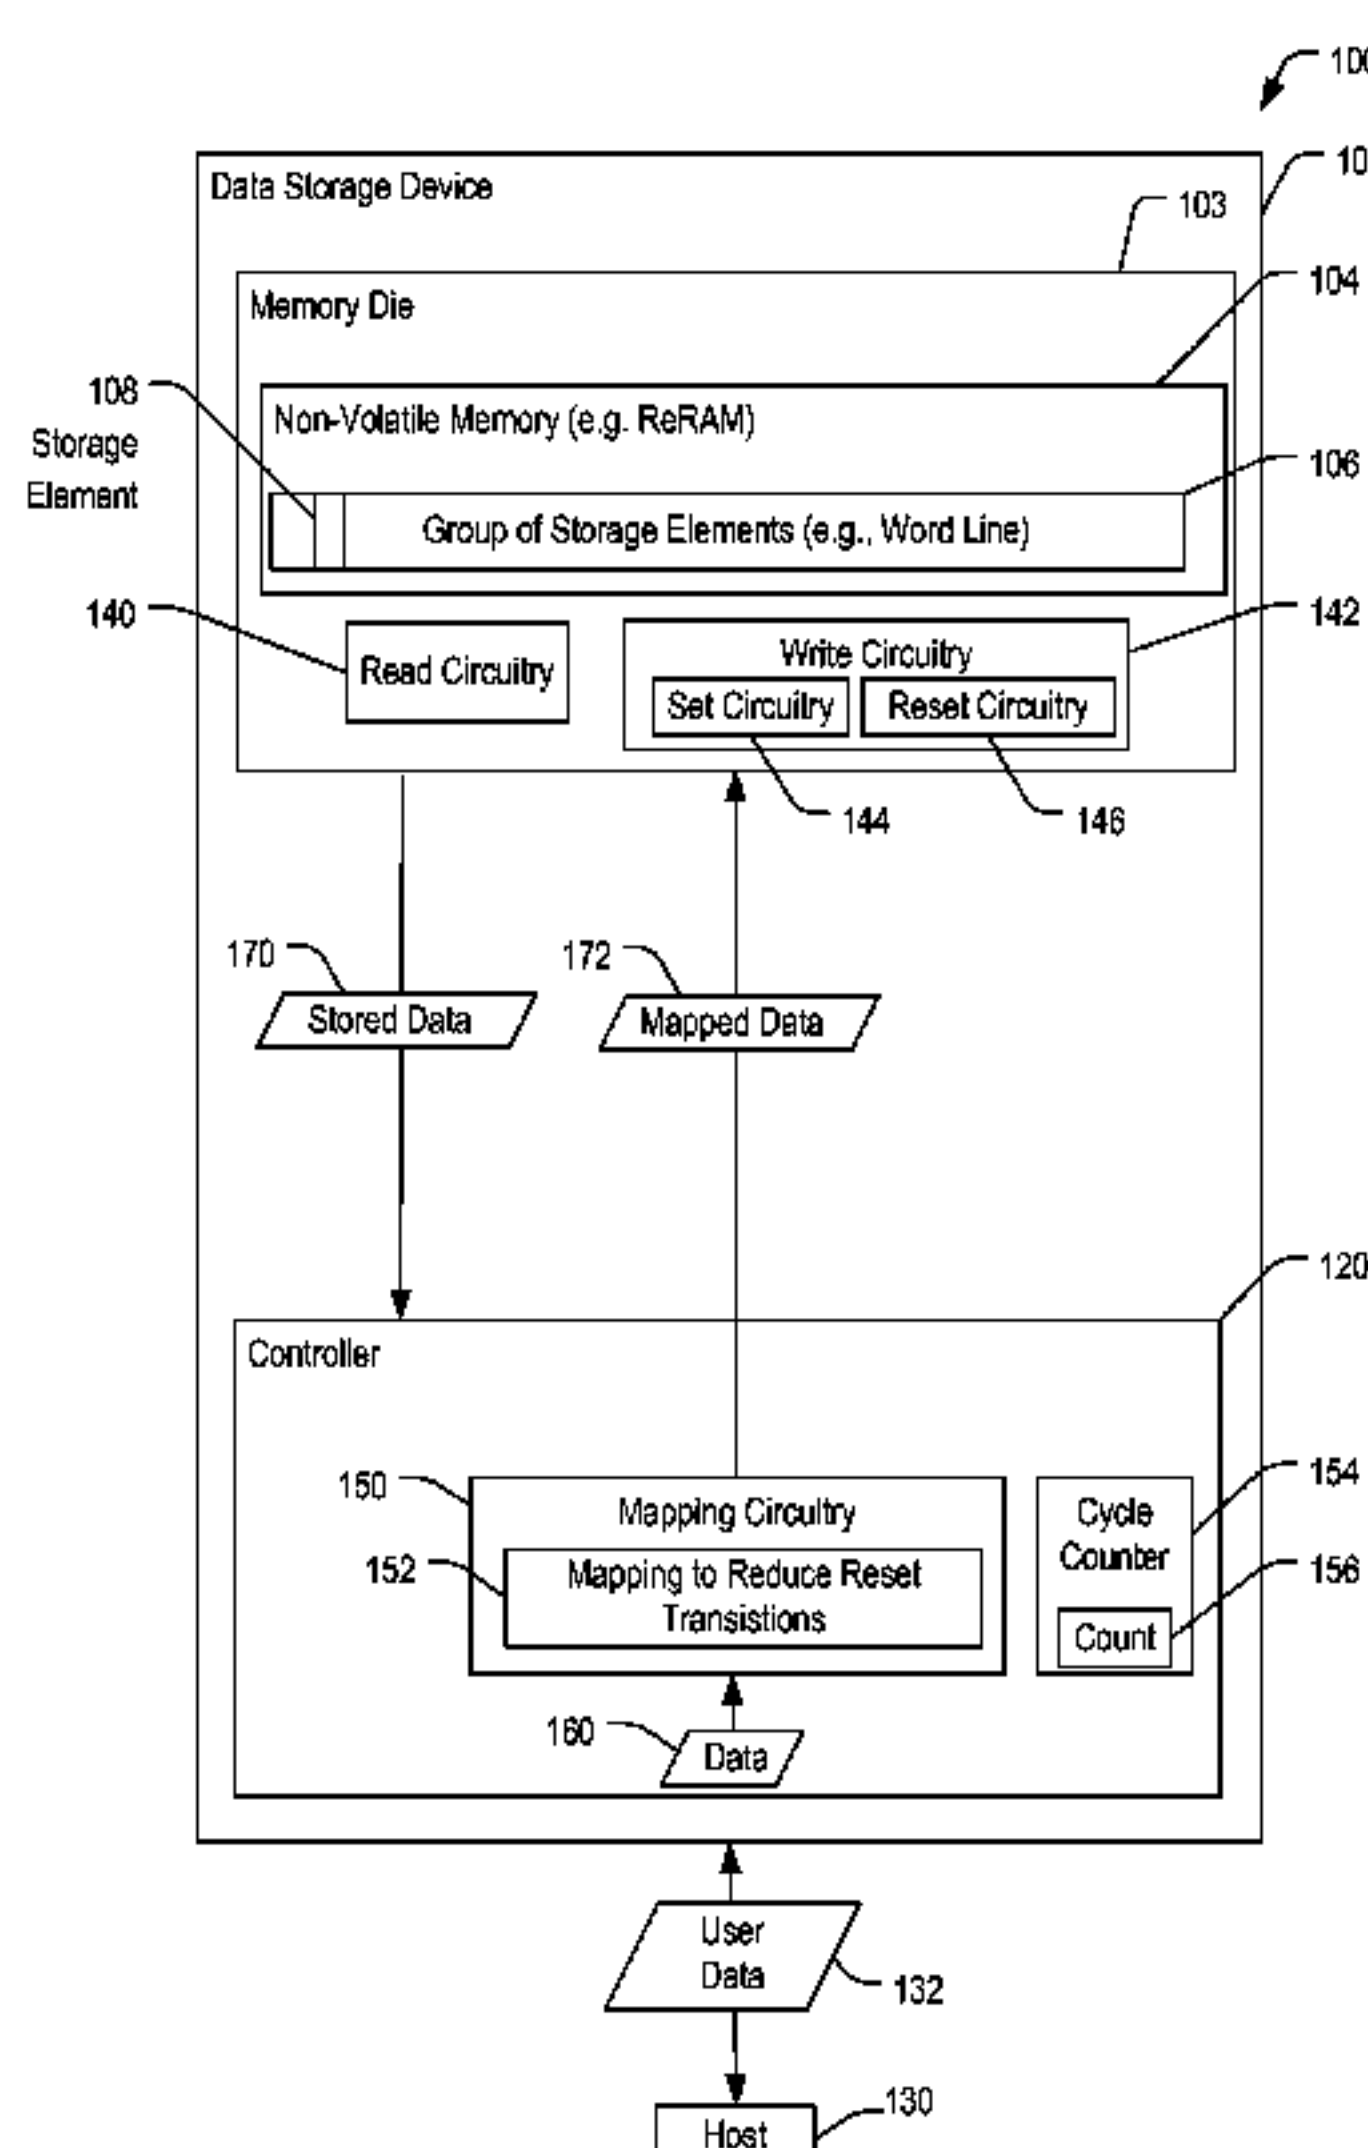 100
10
Data Storage Device
103
104
Memory Die
108
Storage
Element
Non-Volatile Memory (e.g. ReRAM)
106
Group of Storage Elements (e.g., Word Line)
140
142
Read Circuitry
Write Circuitry
Set Circuitry
Reset Circuitry
144
146
170
172
Stored Data
Mapped Data
120
Controller
150
154
Mapping Circuitry
Cycle
Counter
152
156
Mapping to Reduce Reset
Transistions
Count
160
Data
User
Data
132
130
Host